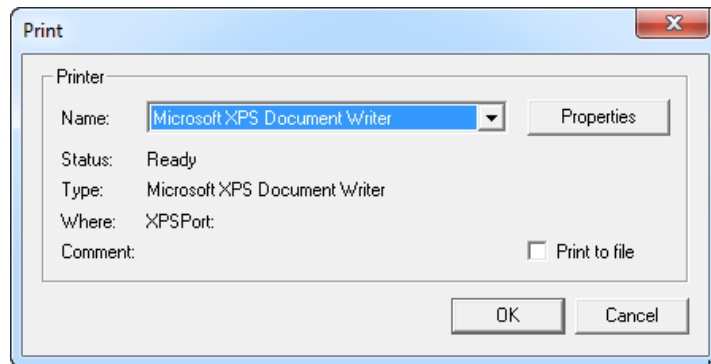 Print
Printer
Name: Microsoft XPS Document Writer Properties
Status: Ready
Type: Microsoft XPS Document Writer
Where: XPSPort:
Comment: Print to file
OK Cancel